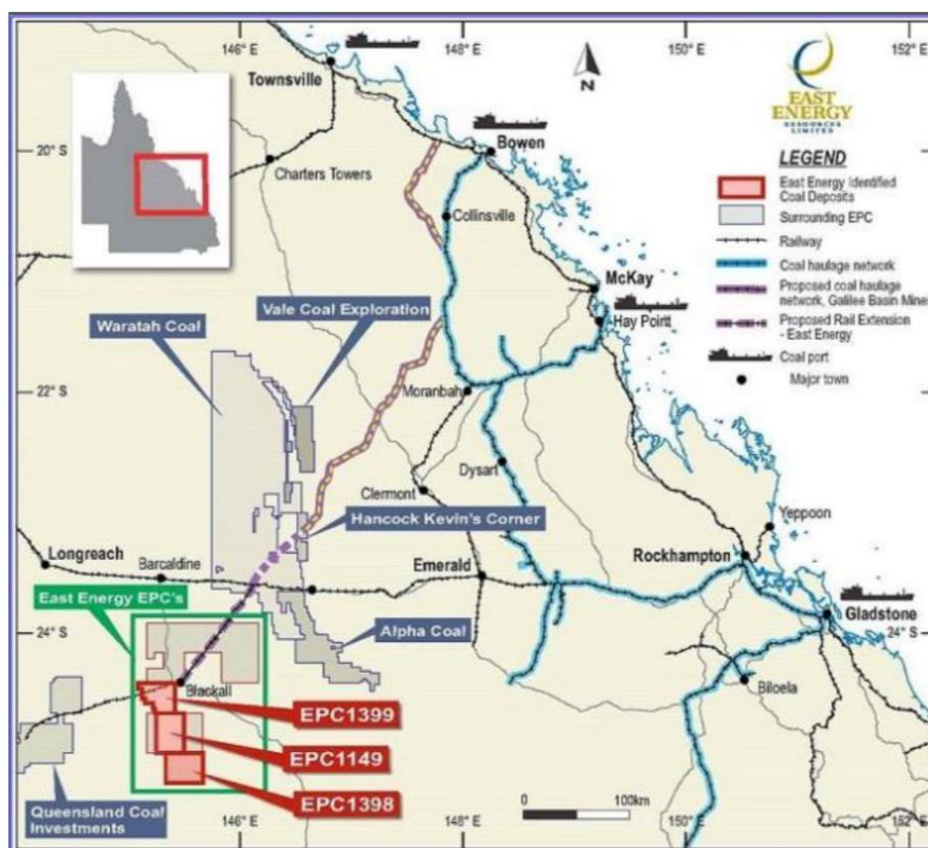 146° E
148° E
150° E
152° E
Townsville
N
EAST
ENERGY
RESOURCES
LIMITED
20° S
Bowen
Charters Towers
LEGEND
East Energy Identified
Coal Deposits
Surrounding EPC
Railway
Coal haulage network
Proposed coal haulage
network, Galilee Basin Mines
Proposed Rail Extension
- East Energy
Coal port
Major town
Collinsville
McKay
Hay Pointt
Waratah Coal
Vale Coal Exploration
22° S
Moranbah
Dysart
Clermont
Hancock Kevin's Corner
Yeppoon
Longreach
Barcaldine
Emerald
Rockhampton
East Energy EPC's
Gladstone
24° S
24° S
Alpha Coal
Blackall
Biloela
EPC1399
EPC1149
EPC1398
Queensland Coal
Investments
0
100km
146° E
148° E
150° E
152° E